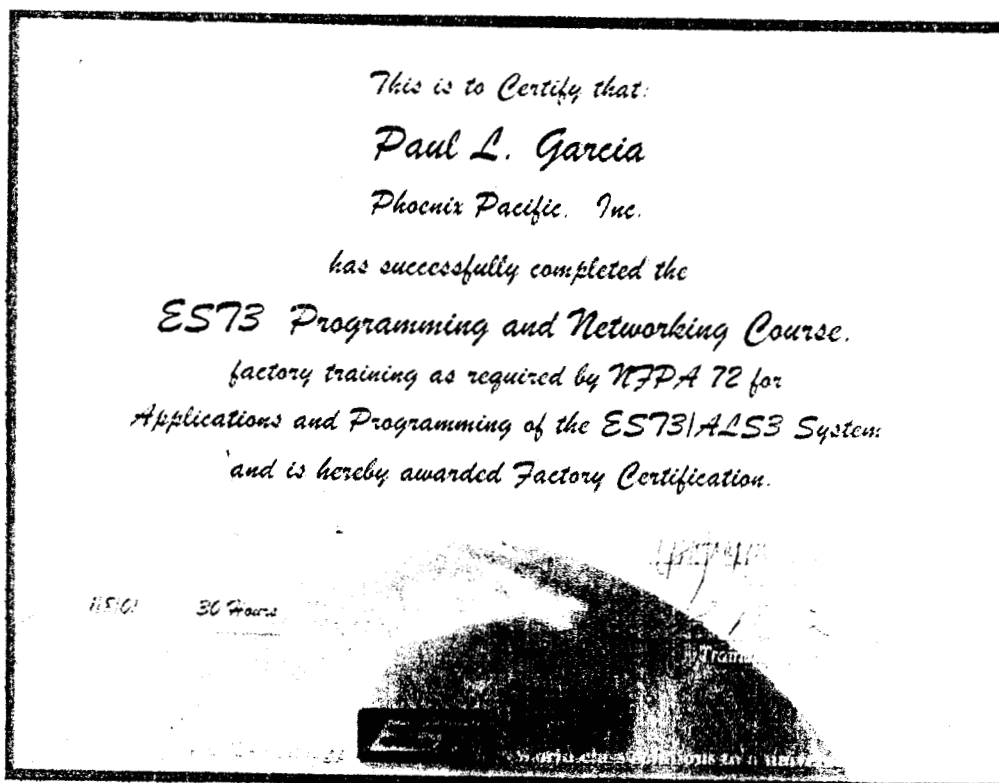 This is to Certify that:
Paul L. Garcia
Phoenix Pacific, Inc.
has successfully completed the
EST3 Programming and Networking Course,
factory training as required by NFPA 72 for
Applications and Programming of the EST3/ALS3 System
and is hereby awarded Factory Certification.
30 Hours